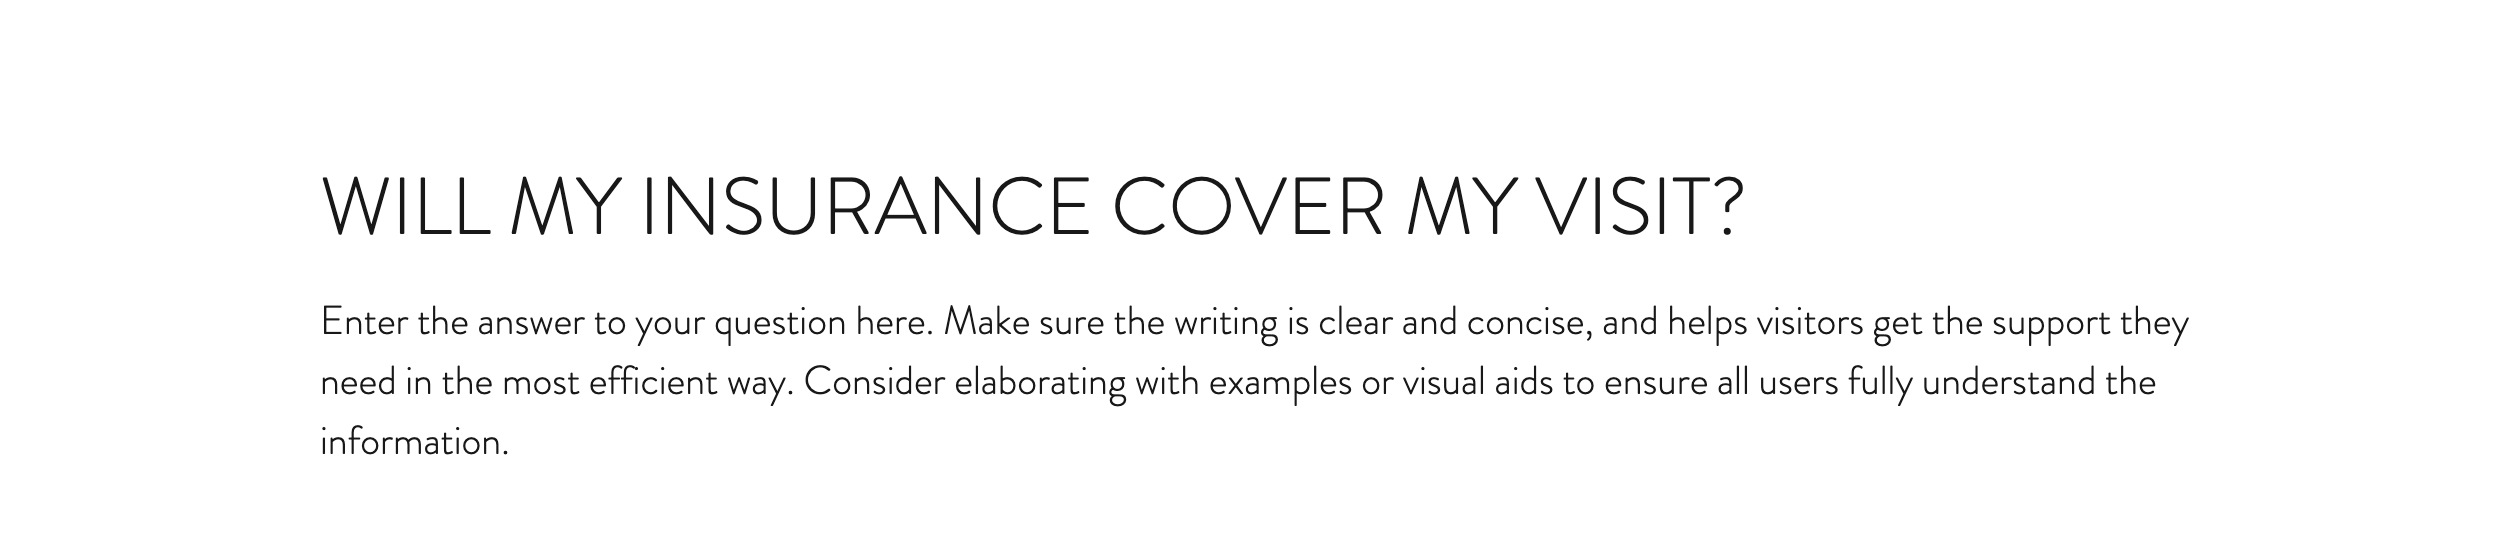 WILL MY INSURANCE COVER MY VISIT?
Enter the answer to your question here. Make sure the writing is clear and concise, and helps visitors get the support they
need in the most efficient way. Consider elaborating with examples or visual aids to ensure all users fully understand the
information.